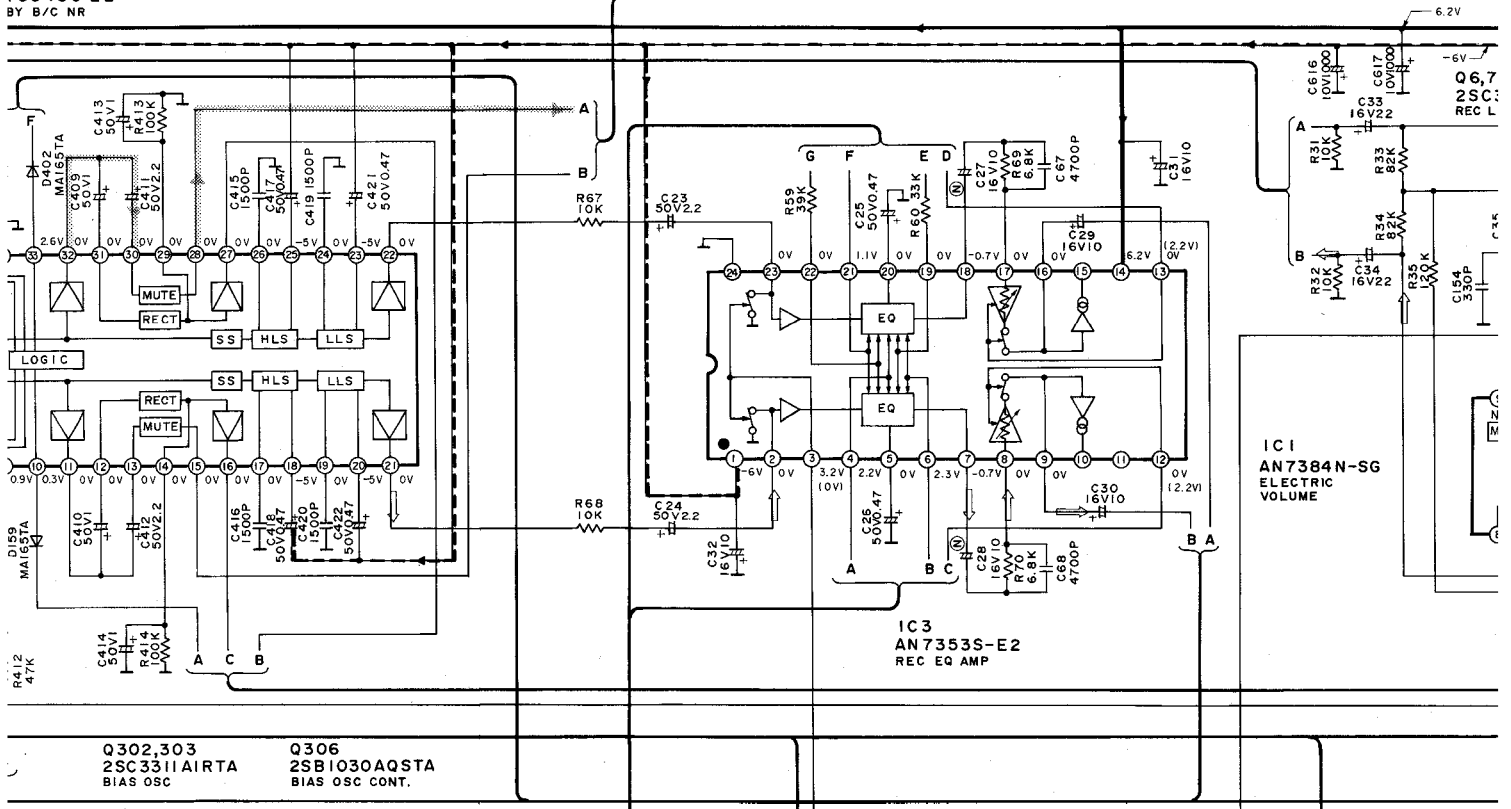 BY B/C NR
6.2V
-6V
C616
10V1000
C617
10V1000
Q6,7
REC L
F
D402
MA165TA
C413
50V1
R413
100K
C409
50V1
C411
50V2.2
C415
1500P
C417
50V0.47
C419 1500P
C421
50V0.47
A
B
R67
10K
C23
50V2.2
G F E D
R59
39K
C25
50V0.47
R60 33K
N
C27
16V10
R69
6.8K
C67
4700P
C31
16V10
C29
16V10
A
R31
10K
C33
16V22
R33
82K
R34
82K
B
R32
10K
C34
16V22
R35
120K
C154
330P
2.6V 0V 0V 0V 0V 0V 0V -5V 0V -5V 0V
33 32 31 30 29 28 27 26 25 24 23 22
0V 0V 1.1V 0V 0V -0.7V 0V 0V 6.2V (2.2V)
0V
24 23 22 21 20 19 18 17 16 15 14 13
MUTE
RECT
SS HLS LLS
LOGIC
SS HLS LLS
RECT
MUTE
EQ
EQ
10 11 12 13 14 15 16 17 18 19 20 21
0.9V 0.3V 0V 0V 0V 0V 0V 0V -5V 0V -5V 0V
1 2 3 4 5 6 7 8 9 10 11 12
-6V 0V 3.2V
(0V) 2.2V 0V 2.3V -0.7V 0V 0V 0V
(2.2V)
D159
MA165TA
C410
50V1
C412
50V2.2
C416
1500P
C418
50V0.47
C420
1500P
C422
50V0.47
R68
10K
C24
50V2.2
C32
16V10
C26
50V0.47
N
C28
16V10
R70
6.8K
C68
4700P
C30
16V10
B A
A B C
IC1
AN7384N-SG
ELECTRIC
VOLUME
IC3
AN7353S-E2
REC EQ AMP
R412
47K
C414
50V1
R414
100K
A C B
Q302,303
2SC3311AIRTA
BIAS OSC
Q306
2SB1030AQSTA
BIAS OSC CONT.